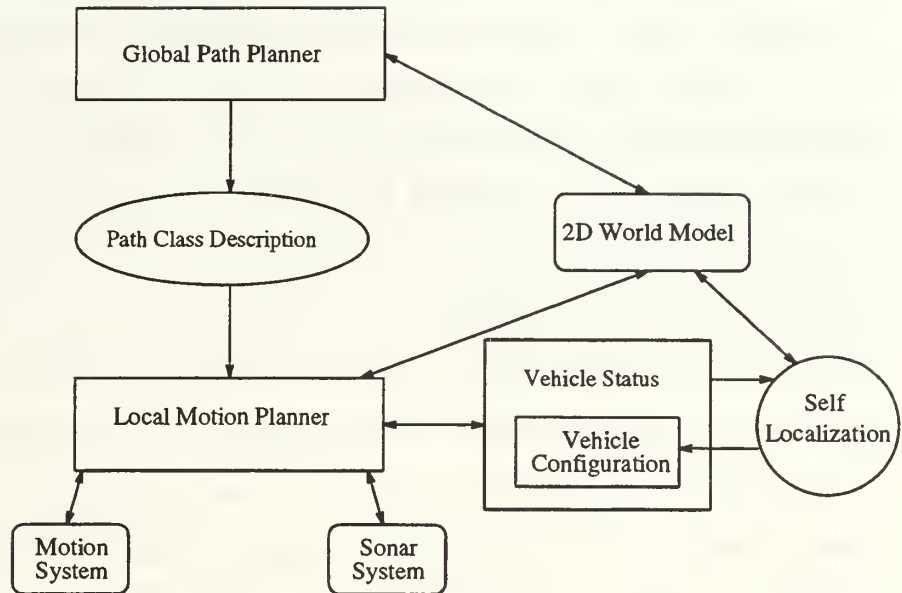 Global Path Planner
Path Class Description
2D World Model
Local Motion Planner
Vehicle Status
Vehicle
Configuration
Self
Localization
Motion
System
Sonar
System